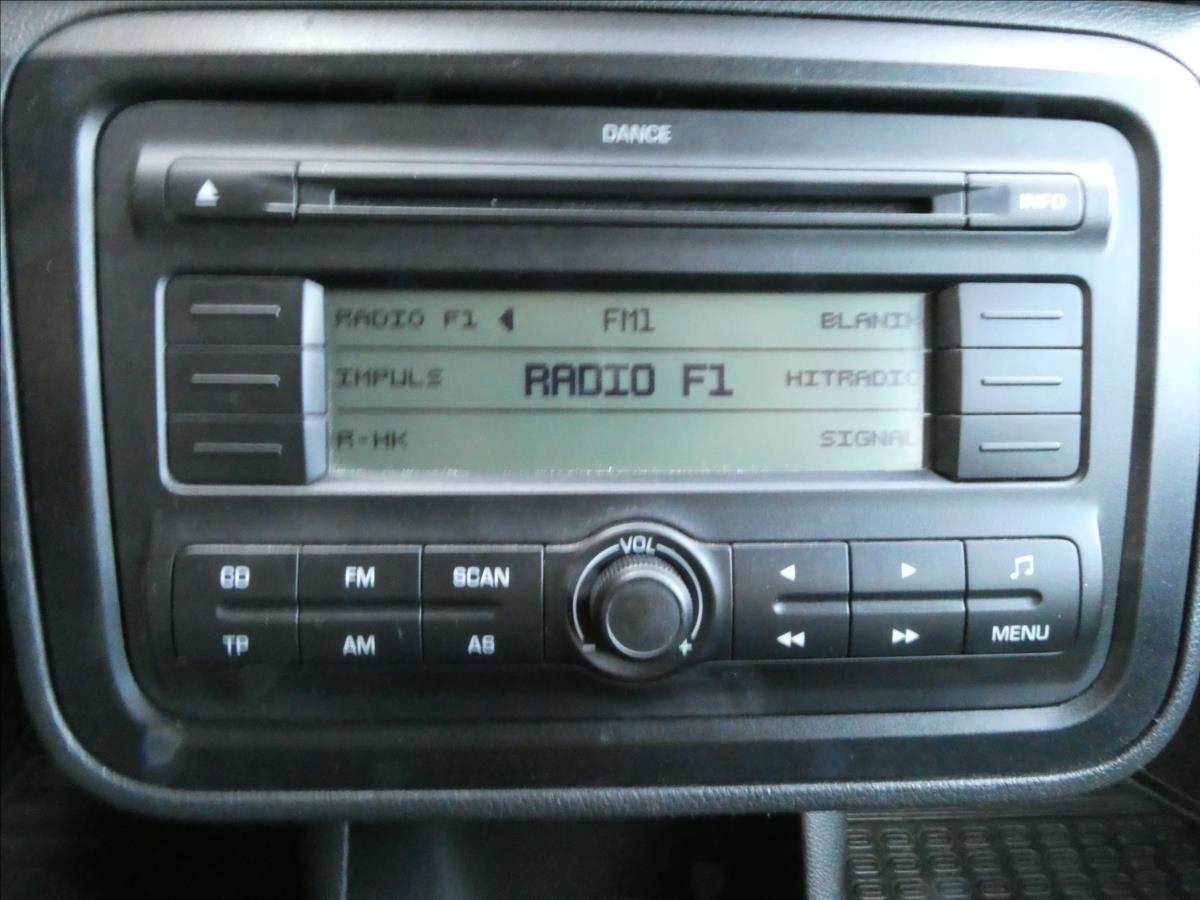 DANCE
INFO
RADIO F1 FM1 BLANIK
IMPULS RADIO F1 HITRADIO
R-HK SIGNAL
VOL
CD FM SCAN
TP AM AS MENU
- +